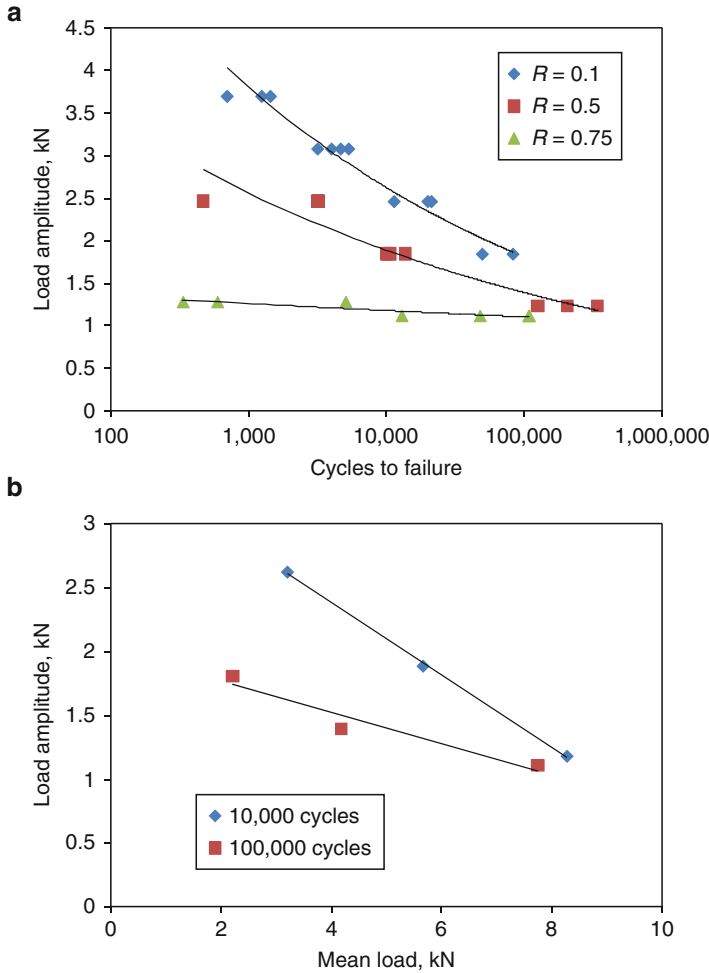 a
4.5
4
3.5
3
2.5
2
1.5
1
0.5
0
Load amplitude, kN
R = 0.1
R = 0.5
R = 0.75
100 1,000 10,000 100,000 1,000,000
Cycles to failure
b
3
2.5
2
1.5
1
0.5
0
Load amplitude, kN
10,000 cycles
100,000 cycles
0 2 4 6 8 10
Mean load, kN